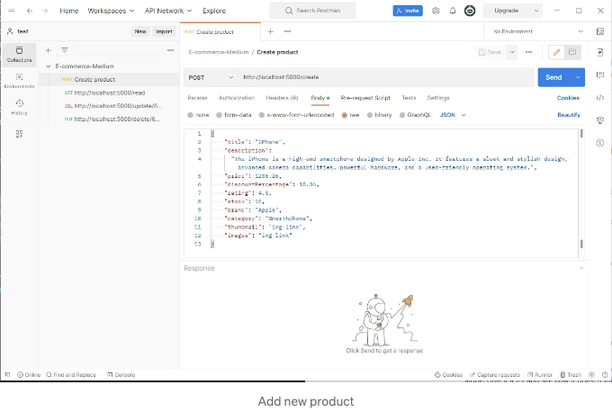 Home Workspaces API Network Explore
Search Postman
Invite
Upgrade
test
New Import
POST Create product
No Environment
Collections
Environments
History
E-commerce-Medium
POST Create product
GET http://localhost:5000/read
http://localhost:5000/update/6...
PUT http://localhost:5000/delete/6...
E-commerce-Medium / Create product
Save
POST http://localhost:5000/create
Send
Params Authorization Headers (9) Body Pre-request Script Tests Settings
Cookies
none form-data x-www-form-urlencoded raw binary GraphQL JSON
Beautify
1 {
2 "title": "iPhone",
3 "description":
4 "The iPhone is a high-end smartphone designed by Apple Inc. It features a sleek and stylish design,
advanced camera capabilities, powerful hardware, and a user-friendly operating system.",
5 "price": 1236.26,
6 "discountPercentage": 10.36,
7 "rating": 4.5,
8 "stock": 10,
9 "brand": "Apple",
10 "category": "Smartphone",
11 "thumbnail": "img link",
12 "images": "img link"
13 }
Response
Click Send to get a response
Online Find and Replace Console
Cookies Capture requests Runner Trash
Add new product